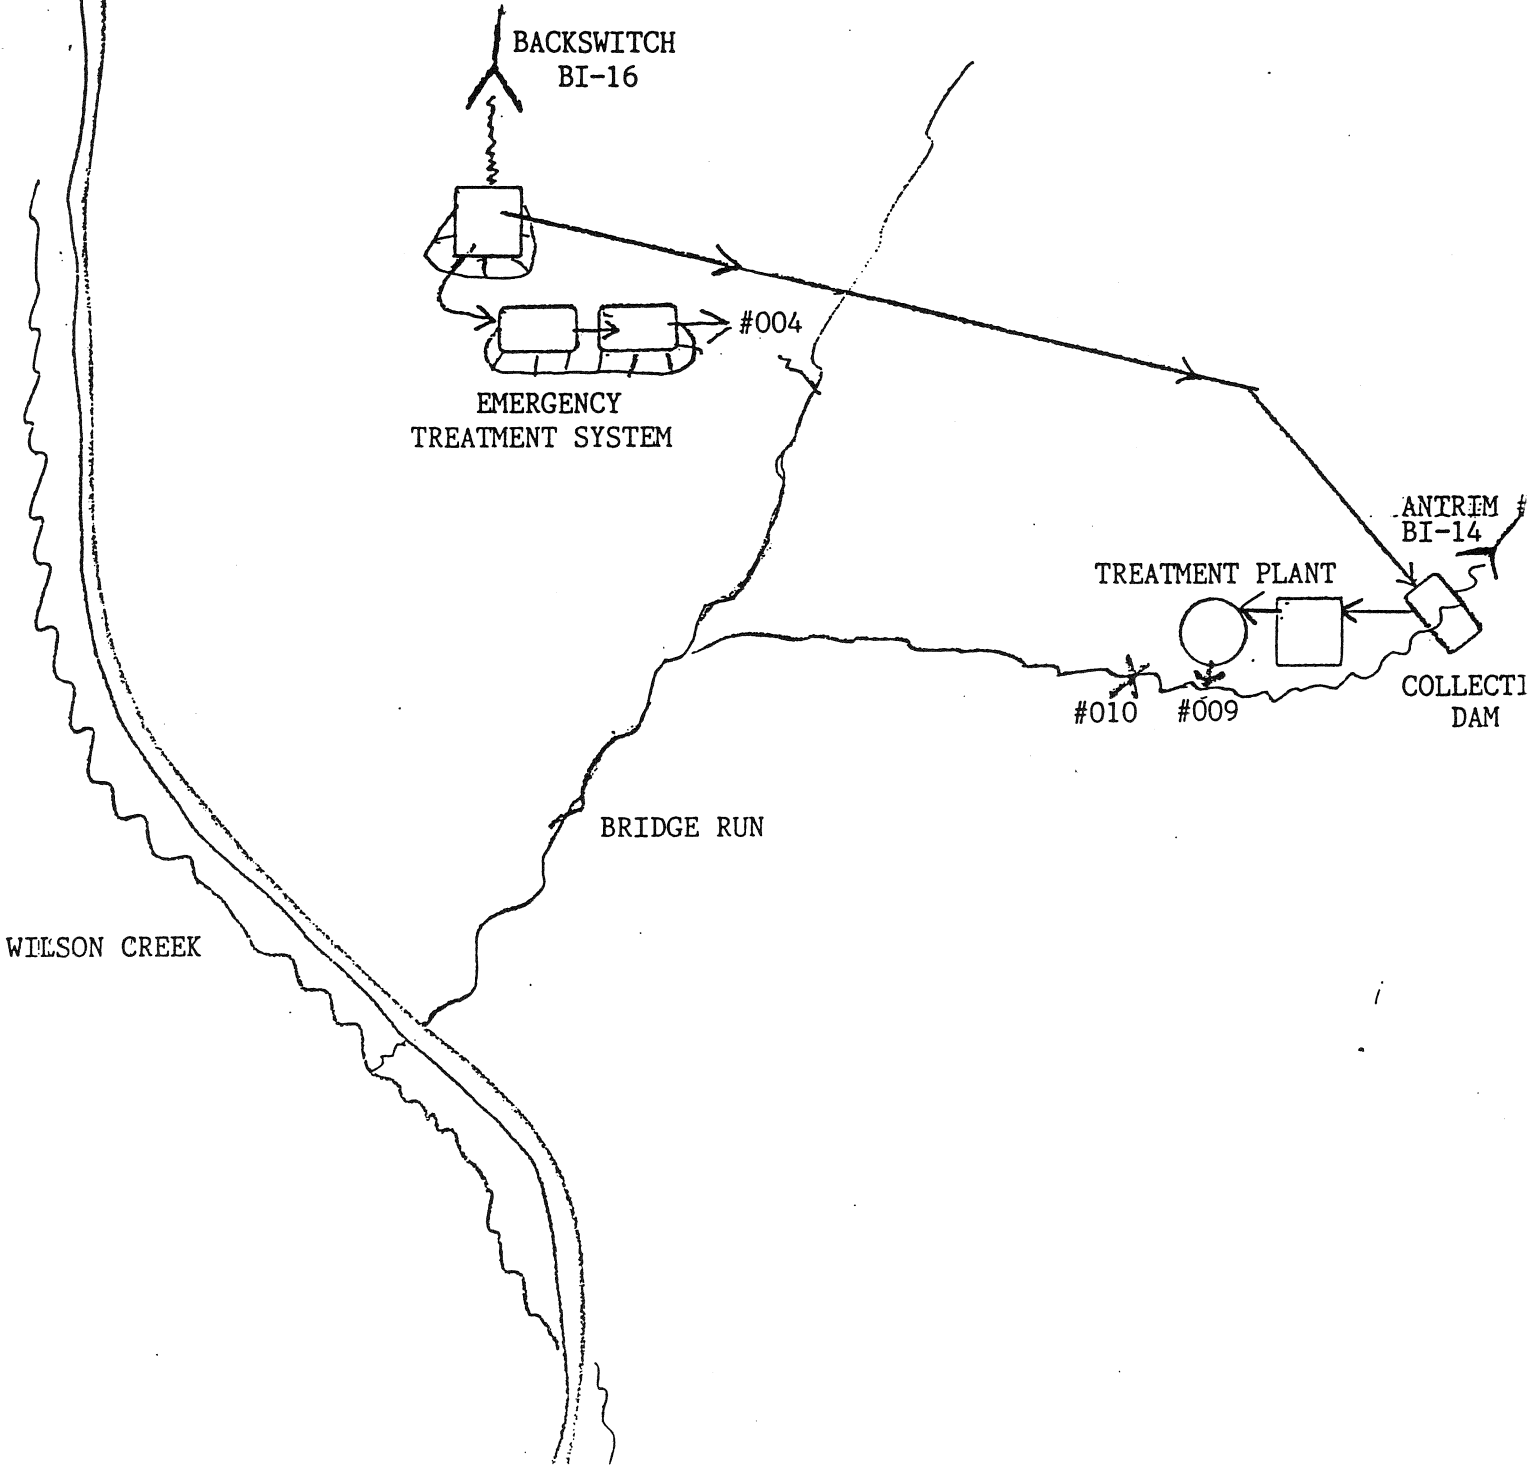 BACKSWITCH
BI-16
#004
EMERGENCY
TREATMENT SYSTEM
ANTRIM #
BI-14
TREATMENT PLANT
COLLECTI
DAM
#010
#009
BRIDGE RUN
WILSON CREEK